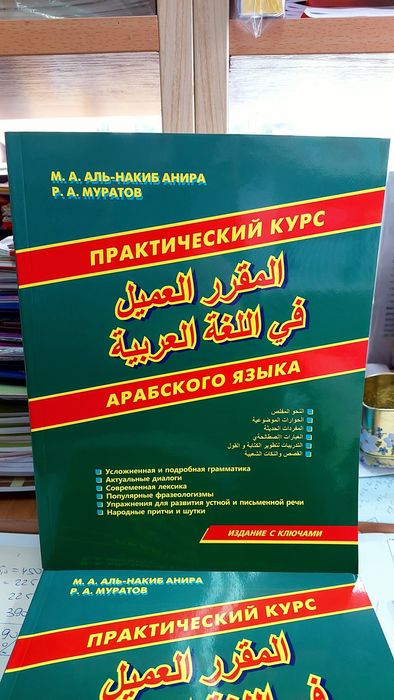 М. А. АЛЬ-НАКИБ АНИРА
Р. А. МУРАТОВ
ПРАКТИЧЕСКИЙ КУРС
المقرر العميل
في اللغة العربية
АРАБСКОГО ЯЗЫКА
النحو المقلص
الحوارات الموضوعية
المفردات الحديثة
العبارات الإصطلاحية
التدريبات لتطوير الكتابة و القول
القصص والنكات الشعبية
Усложненная и подробная грамматика
Актуальные диалоги
Современная лексика
Популярные фразеологизмы
Упражнения для развития устной и письменной речи
Народные притчи и шутки
ИЗДАНИЕ С КЛЮЧАМИ
М. А. АЛЬ-НАКИБ АНИРА
Р. А. МУРАТОВ
ПРАКТИЧЕСКИЙ КУРС
المقرر العميل